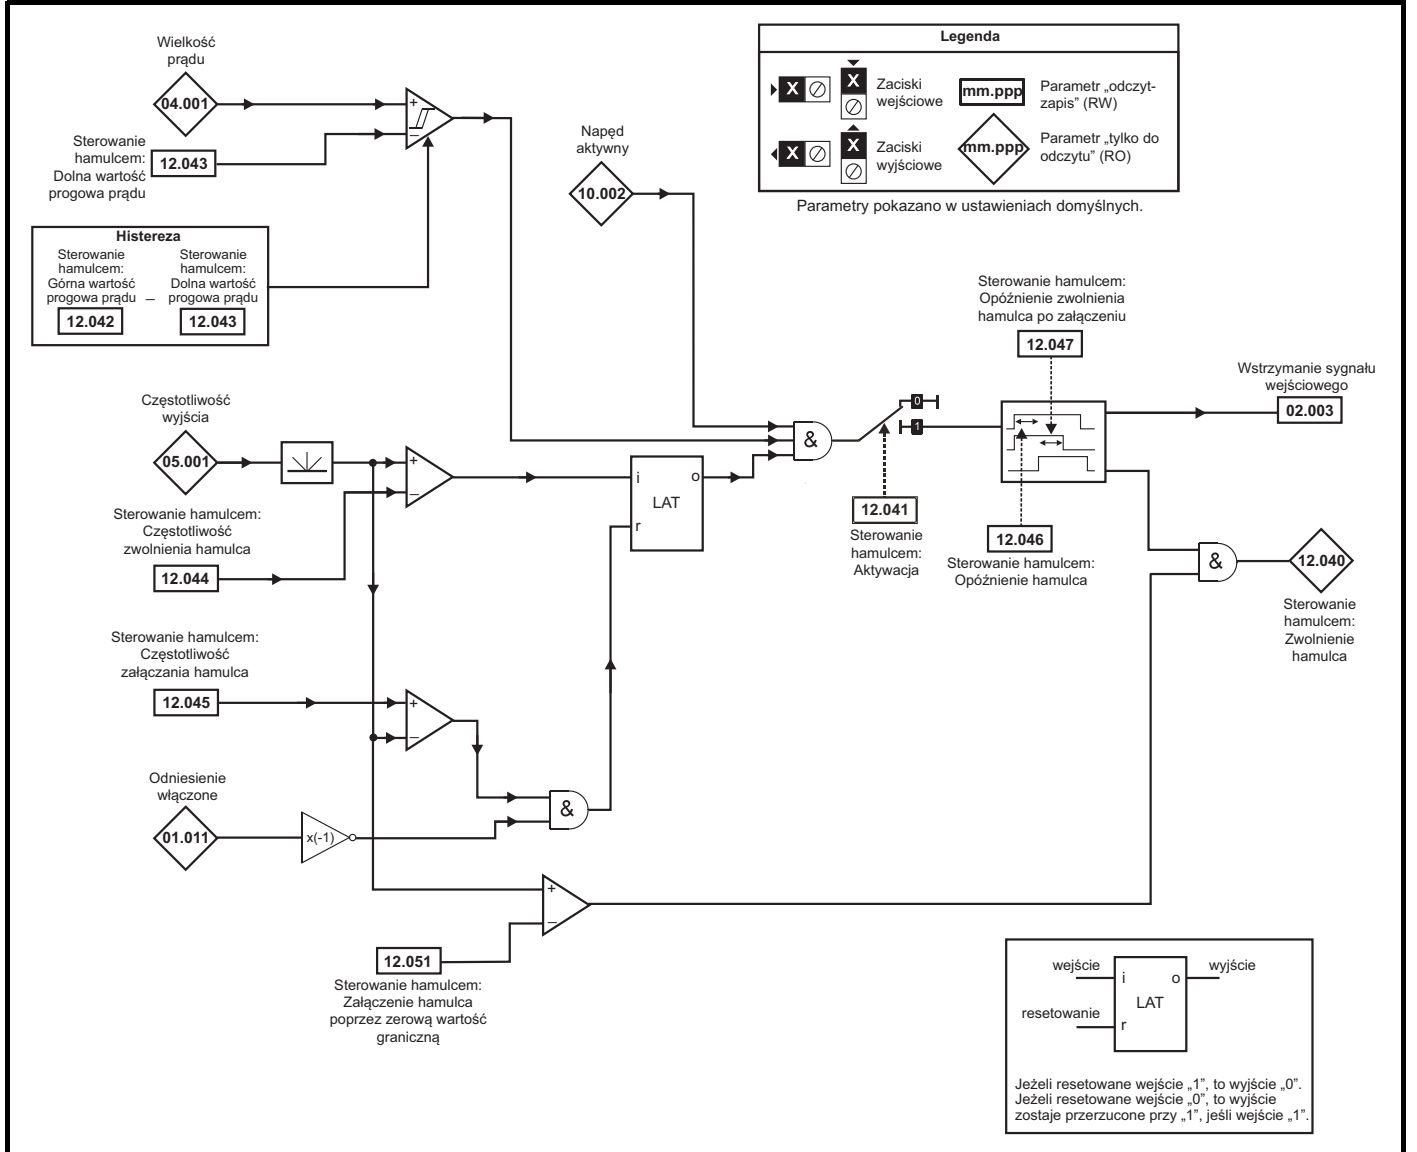 Wielkość
prądu
04.001
+
−
Sterowanie
hamulcem:
Dolna wartość
progowa prądu
12.043
Histereza
Sterowanie
hamulcem:
Górna wartość
progowa prądu
12.042
–
Sterowanie
hamulcem:
Dolna wartość
progowa prądu
12.043
Napęd
aktywny
10.002
Legenda
X
X
Zaciski
wejściowe
mm.ppp
Parametr „odczyt-
zapis” (RW)
X
X
Zaciski
wyjściowe
mm.ppp
Parametr „tylko do
odczytu” (RO)
Parametry pokazano w ustawieniach domyślnych.
Sterowanie hamulcem:
Opóźnienie zwolnienia
hamulca po załączeniu
12.047
Wstrzymanie sygnału
wejściowego
02.003
Częstotliwość
wyjścia
05.001
+
−
Sterowanie hamulcem:
Częstotliwość
zwolnienia hamulca
12.044
i
o
LAT
r
&
0
1
12.041
Sterowanie
hamulcem:
Aktywacja
12.046
Sterowanie hamulcem:
Opóźnienie hamulca
&
12.040
Sterowanie
hamulcem:
Zwolnienie
hamulca
Sterowanie hamulcem:
Częstotliwość
załączania hamulca
12.045
+
−
Odniesienie
włączone
01.011
x(-1)
&
+
−
12.051
Sterowanie hamulcem:
Załączenie hamulca
poprzez zerową wartość
graniczną
wejście
i
o
wyjście
LAT
resetowanie
r
Jeżeli resetowane wejście „1”, to wyjście „0”.
Jeżeli resetowane wejście „0”, to wyjście
zostaje przerzucone przy „1”, jeśli wejście „1”.